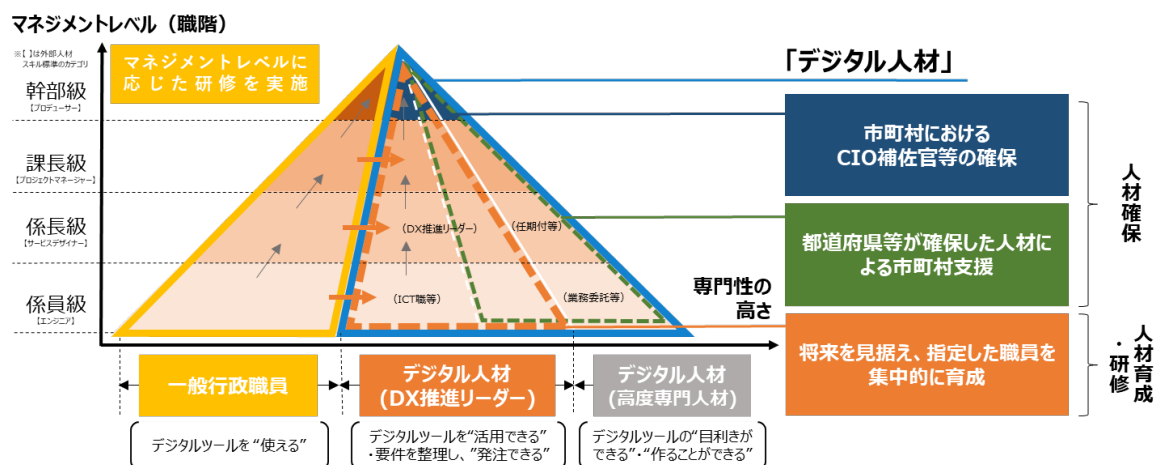 マネジメントレベル（職階）
※【 】は外部人材
スキル標準のカテゴリ
マネジメントレベルに
応じた研修を実施
幹部級
【プロデューサー】
課長級
【プロジェクトマネージャー】
係長級
【サービスデザイナー】
係員級
【エンジニア】
（DX推進リーダー）
（任期付等）
（ICT職等）
（業務委託等）
「デジタル人材」
専門性の
高さ
市町村における
CIO補佐官等の確保
都道府県等が確保した人材に
よる市町村支援
将来を見据え、指定した職員を
集中的に育成
人材確保
人材育成
・研修
一般行政職員
デジタル人材
(DX推進リーダー)
デジタル人材
(高度専門人材)
デジタルツールを“使える”
デジタルツールを“活用できる”
・要件を整理し、”発注できる”
デジタルツールの“目利きが
できる”・“作ることができる”